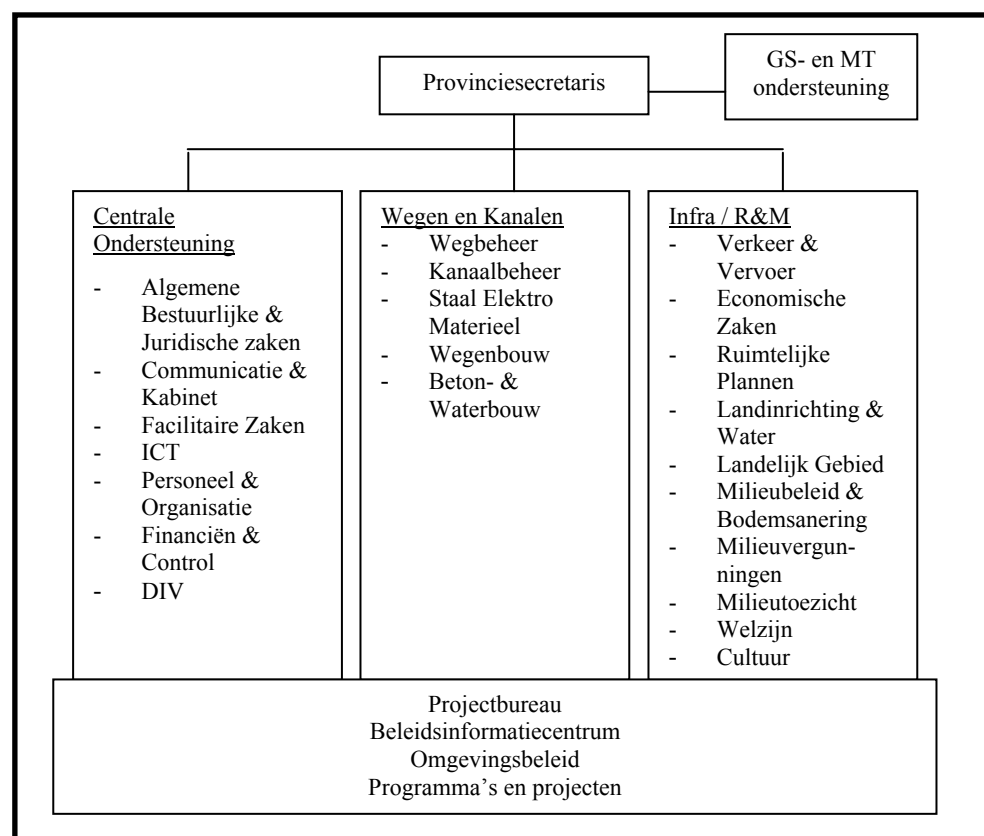 Provinciesecretaris
GS- en MT
ondersteuning
Centrale
Ondersteuning
- Algemene
Bestuurlijke &
Juridische zaken
- Communicatie &
Kabinet
- Facilitaire Zaken
- ICT
- Personeel &
Organisatie
- Financiën &
Control
- DIV
Wegen en Kanalen
- Wegbeheer
- Kanaalbeheer
- Staal Elektro
Materieel
- Wegenbouw
- Beton- &
Waterbouw
Infra / R&M
- Verkeer &
Vervoer
- Economische
Zaken
- Ruimtelijke
Plannen
- Landinrichting &
Water
- Landelijk Gebied
- Milieubeleid &
Bodemsanering
- Milieuvergun-
ningen
- Milieutoezicht
- Welzijn
- Cultuur
Projectbureau
Beleidsinformatiecentrum
Omgevingsbeleid
Programma’s en projecten